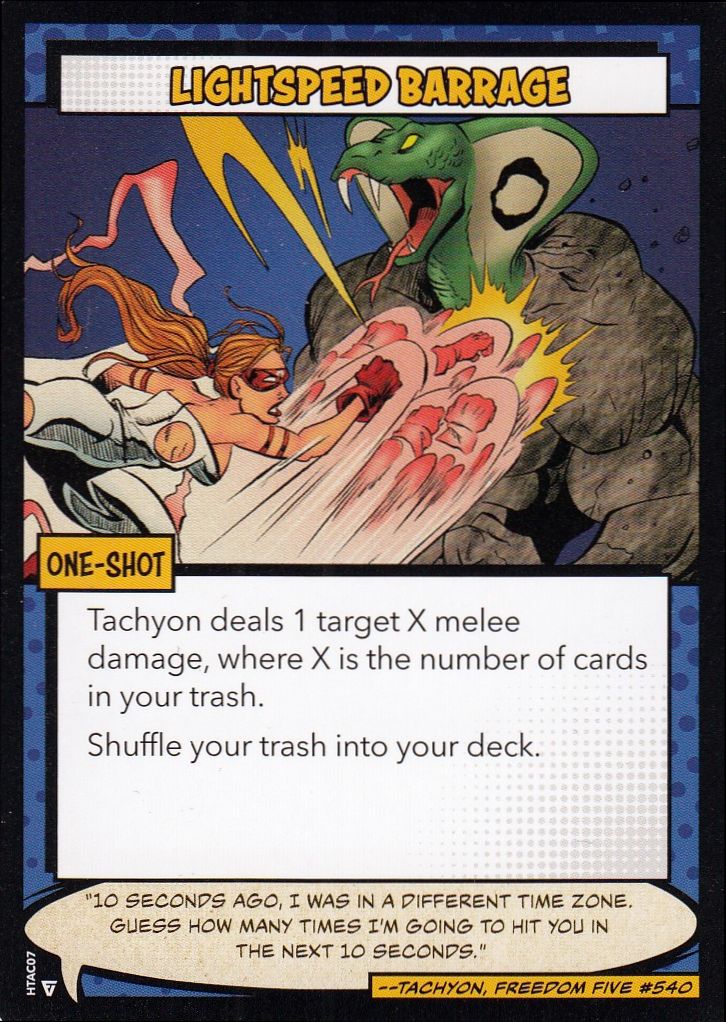 LIGHTSPEED BARRAGE
ONE-SHOT
Tachyon deals 1 target X melee
damage, where X is the number of cards
in your trash.
Shuffle your trash into your deck.
"10 SECONDS AGO, I WAS IN A DIFFERENT TIME ZONE.
GUESS HOW MANY TIMES I'M GOING TO HIT YOU IN
THE NEXT 10 SECONDS."
--TACHYON, FREEDOM FIVE #540
HTAC07